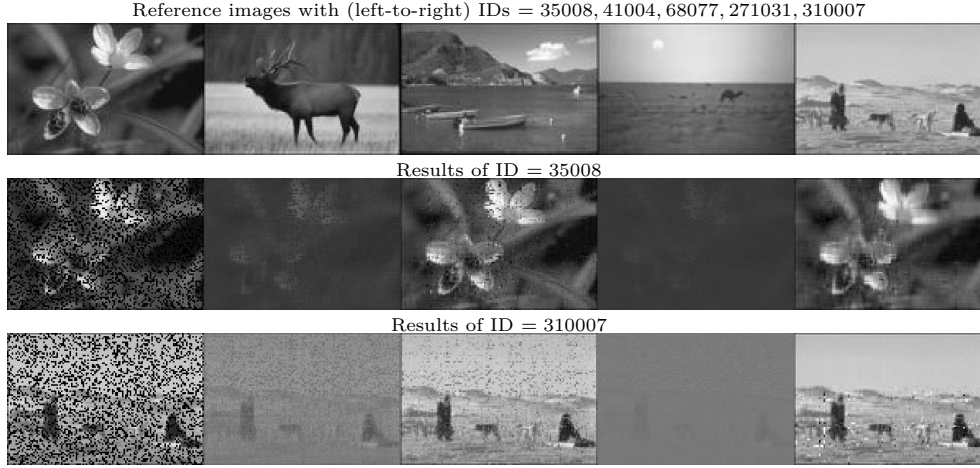 Reference images with (left-to-right) IDs = 35008, 41004, 68077, 271031, 310007
Results of ID = 35008
Results of ID = 310007